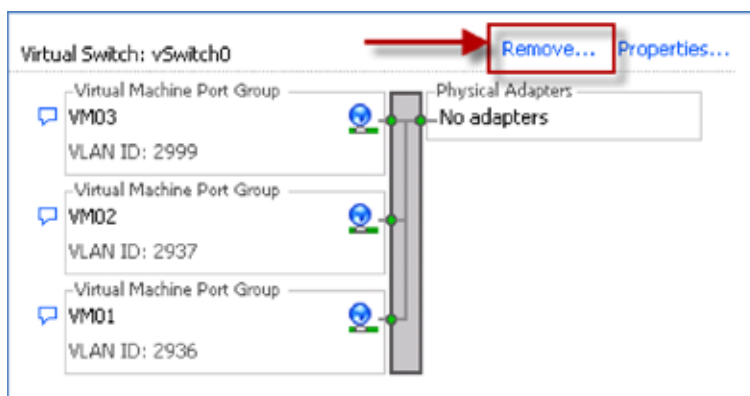 Virtual Switch: vSwitch0 Remove... Properties...
Virtual Machine Port Group Physical Adapters
VM03 No adapters
VLAN ID: 2999
Virtual Machine Port Group
VM02
VLAN ID: 2937
Virtual Machine Port Group
VM01
VLAN ID: 2936